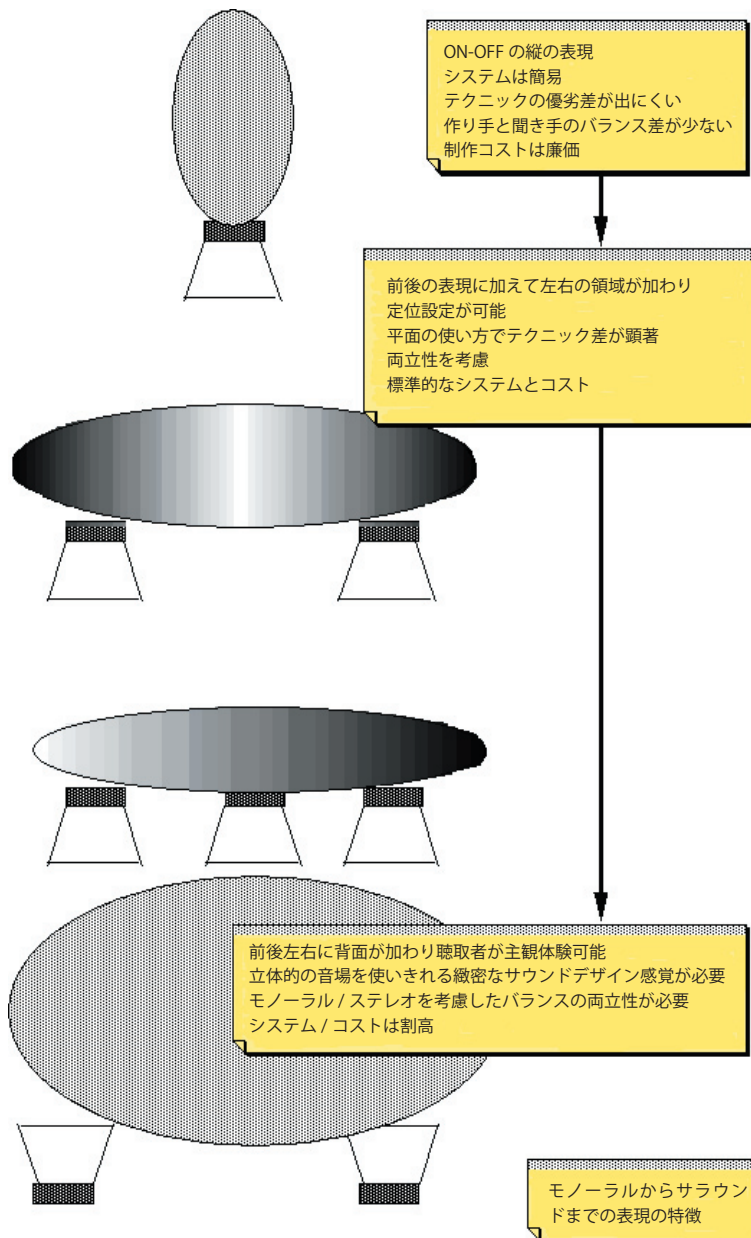 ON-OFF の縦の表現
システムは簡易
テクニックの優劣差が出にくい
作り手と聞き手のバランス差が少ない
制作コストは廉価
前後の表現に加えて左右の領域が加わり
定位設定が可能
平面の使い方でテクニック差が顕著
両立性を考慮
標準的なシステムとコスト
前後左右に背面が加わり聴取者が主観体験可能
立体的の音場を使いきれる緻密なサウンドデザイン感覚が必要
モノーラル / ステレオを考慮したバランスの両立性が必要
システム / コストは割高
モノーラルからサラウン
ドまでの表現の特徴